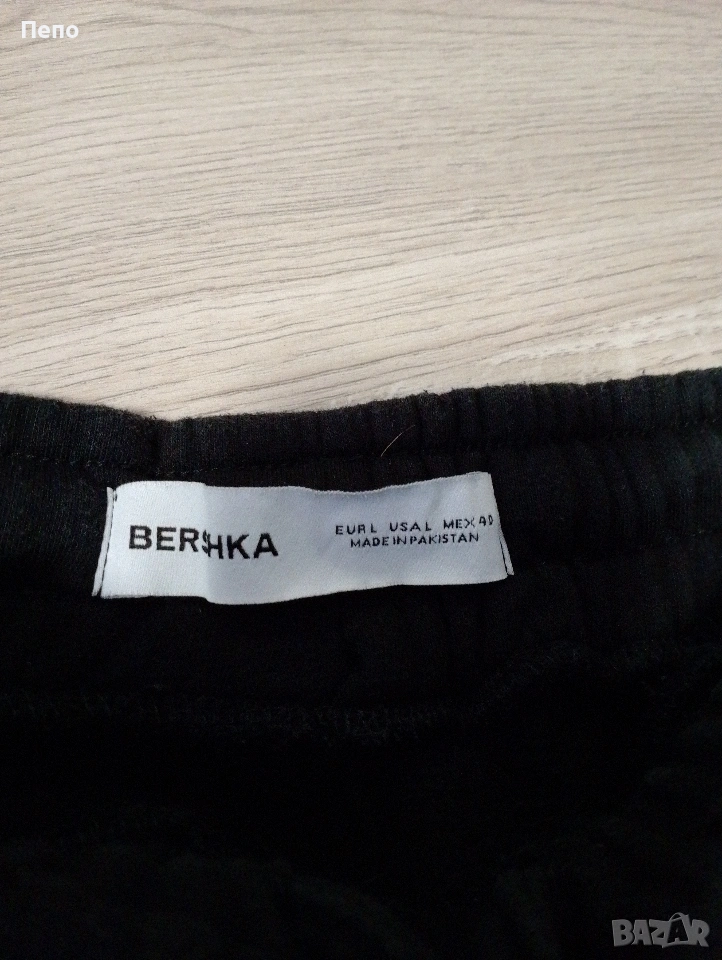 Пепо
BERSHKA
EUR L USA L MEX 40
MADE IN PAKISTAN
BAZAR